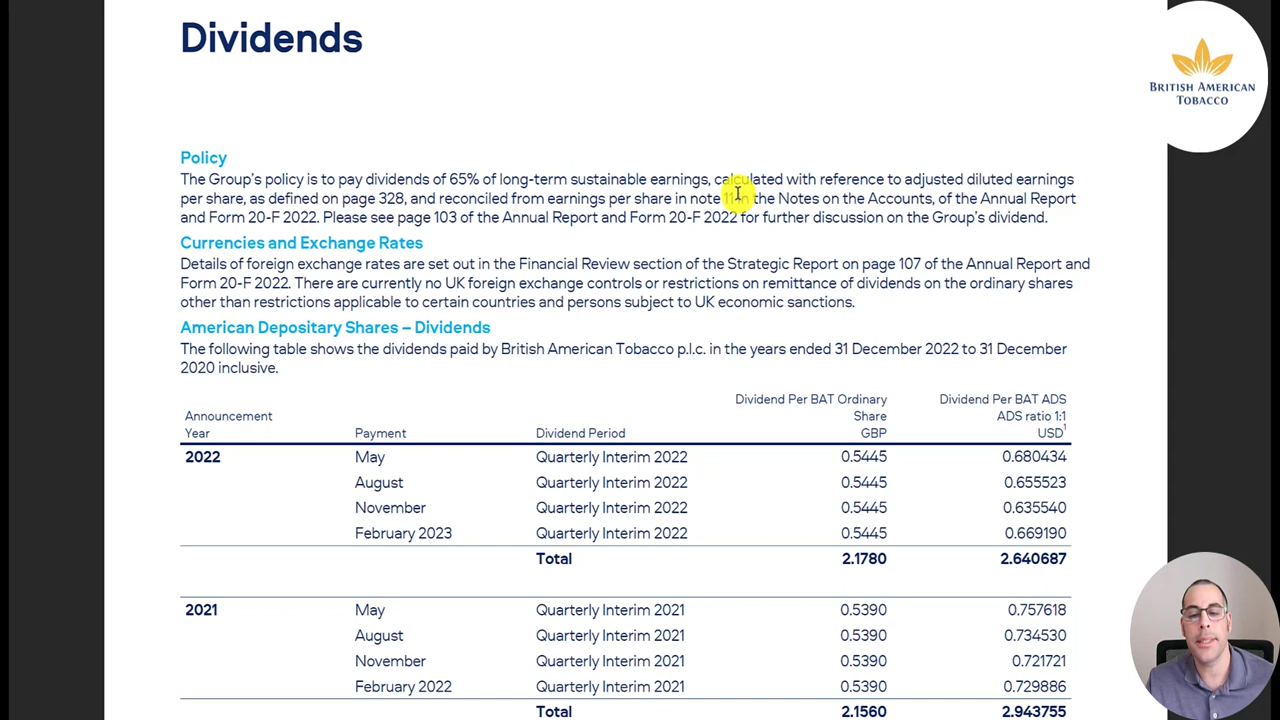 Dividends
BRITISH AMERICAN
TOBACCO
Policy
The Group's policy is to pay dividends of 65% of long-term sustainable earnings, calculated with reference to adjusted diluted earnings
per share, as defined on page 328, and reconciled from earnings per share in note 11 in the Notes on the Accounts, of the Annual Report
and Form 20-F 2022. Please see page 103 of the Annual Report and Form 20-F 2022 for further discussion on the Group's dividend.
Currencies and Exchange Rates
Details of foreign exchange rates are set out in the Financial Review section of the Strategic Report on page 107 of the Annual Report and
Form 20-F 2022. There are currently no UK foreign exchange controls or restrictions on remittance of dividends on the ordinary shares
other than restrictions applicable to certain countries and persons subject to UK economic sanctions.
American Depositary Shares – Dividends
The following table shows the dividends paid by British American Tobacco p.l.c. in the years ended 31 December 2022 to 31 December
2020 inclusive.
Announcement Year Payment Dividend Period Dividend Per BAT Ordinary Share GBP Dividend Per BAT ADS ADS ratio 1:1 USD1
2022 May Quarterly Interim 2022 0.5445 0.680434
August Quarterly Interim 2022 0.5445 0.655523
November Quarterly Interim 2022 0.5445 0.635540
February 2023 Quarterly Interim 2022 0.5445 0.669190
Total 2.1780 2.640687
2021 May Quarterly Interim 2021 0.5390 0.757618
August Quarterly Interim 2021 0.5390 0.734530
November Quarterly Interim 2021 0.5390 0.721721
February 2022 Quarterly Interim 2021 0.5390 0.729886
Total 2.1560 2.943755